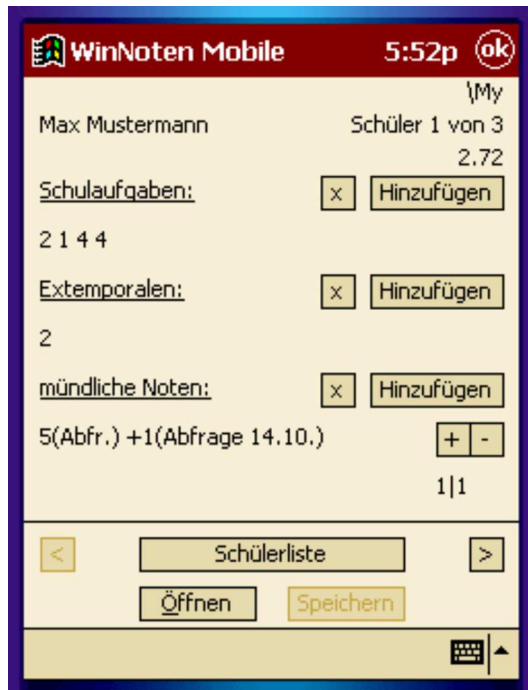 WinNoten Mobile 5:52p ok
\My
Max Mustermann Schüler 1 von 3
2.72
Schulaufgaben: x Hinzufügen
2 1 4 4
Extemporalen: x Hinzufügen
2
mündliche Noten: x Hinzufügen
5(Abfr.) +1(Abfrage 14.10.) + -
1|1
< Schülerliste >
Öffnen Speichern